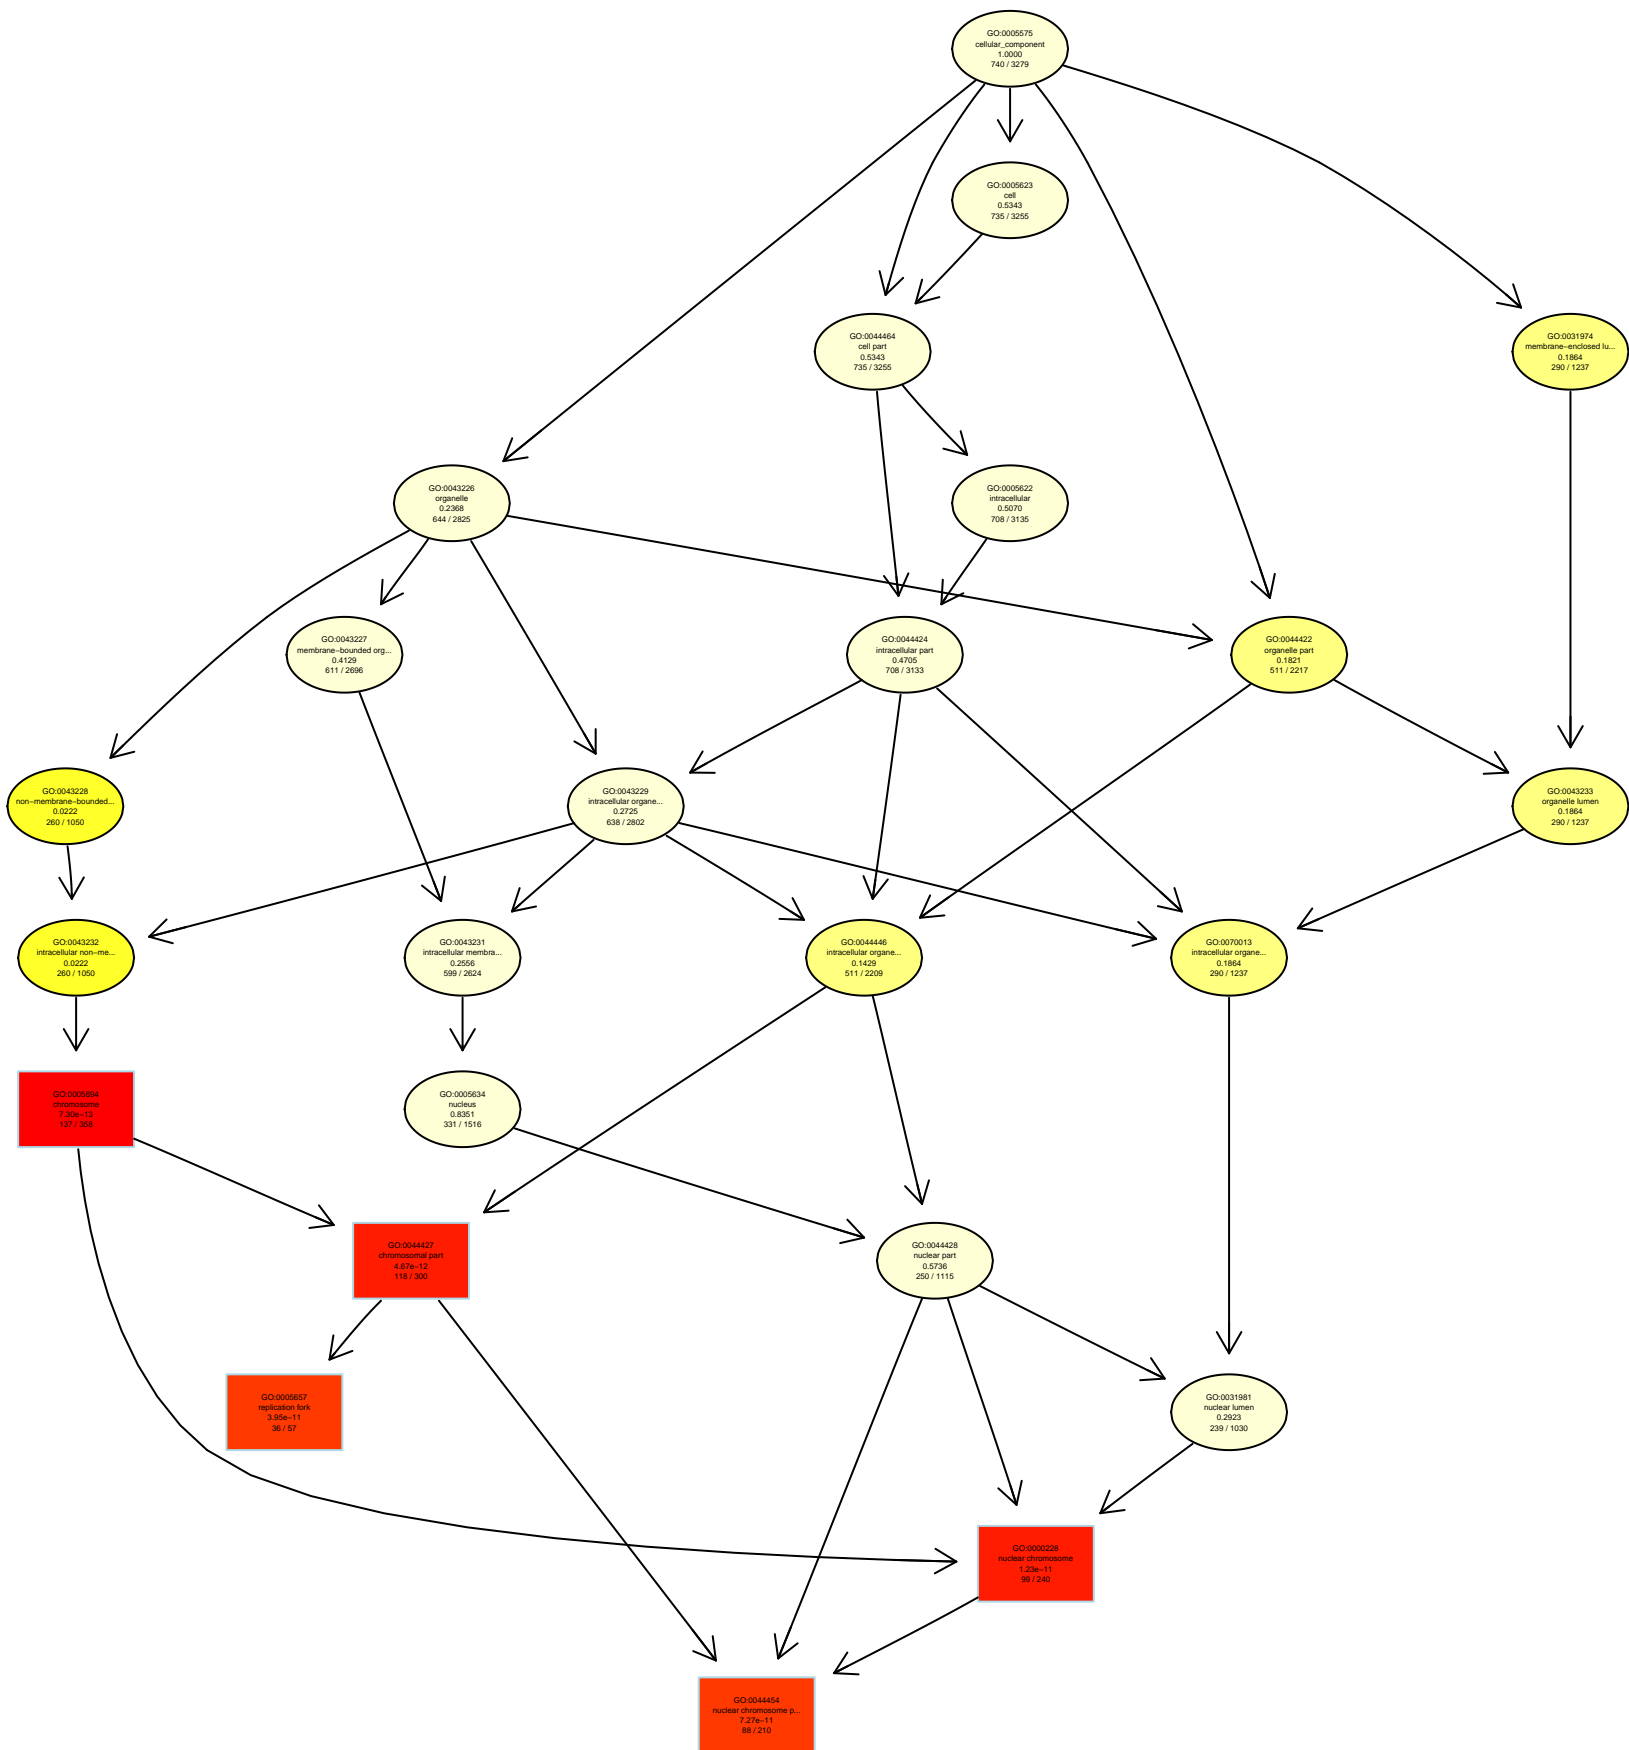 GO:0005575
cellular_component
1.0000
740 / 3279
GO:0005623
cell
0.5343
735 / 3255
GO:0044464
cell part
0.5343
735 / 3255
GO:0031974
membrane−enclosed lu...
0.1864
290 / 1237
GO:0043226
organelle
0.2368
644 / 2825
GO:0005622
intracellular
0.5070
708 / 3135
GO:0043227
membrane−bounded org...
0.4129
611 / 2696
GO:0044424
intracellular part
0.4705
708 / 3133
GO:0044422
organelle part
0.1821
511 / 2217
GO:0043228
non−membrane−bounded...
0.0222
260 / 1050
GO:0043229
intracellular organe...
0.2725
638 / 2802
GO:0043233
organelle lumen
0.1864
290 / 1237
GO:0043232
intracellular non−me...
0.0222
260 / 1050
GO:0043231
intracellular membra...
0.2556
599 / 2624
GO:0044446
intracellular organe...
0.1429
511 / 2209
GO:0070013
intracellular organe...
0.1864
290 / 1237
GO:0005694
chromosome
7.30e−13
137 /
GO:0005634
nucleus
0.8351
331 / 1516
GO:0044427
chromosomal part
4.67e−12
118 / 300
GO:0044428
nuclear part
0.5736
250 / 1115
GO:0005657
replication fork
3.95e−11
36 / 57
GO:0031981
nuclear lumen
0.2923
239 / 1030
GO:0000228
nuclear chromosome
1.23e−11
/ 240
GO:0044454
nuclear chromosome p...
7.27e−11
88 / 210